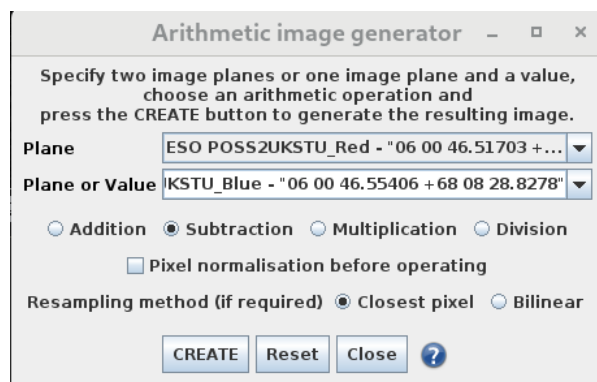 Arithmetic image generator
Specify two image planes or one image plane and a value,
choose an arithmetic operation and
press the CREATE button to generate the resulting image.
Plane ESO POSS2UKSTU_Red - "06 00 46.51703 +...
Plane or Value JKSTU_Blue - "06 00 46.55406 +68 08 28.8278"
Addition Subtraction Multiplication Division
Pixel normalisation before operating
Resampling method (if required) Closest pixel Bilinear
CREATE Reset Close ?